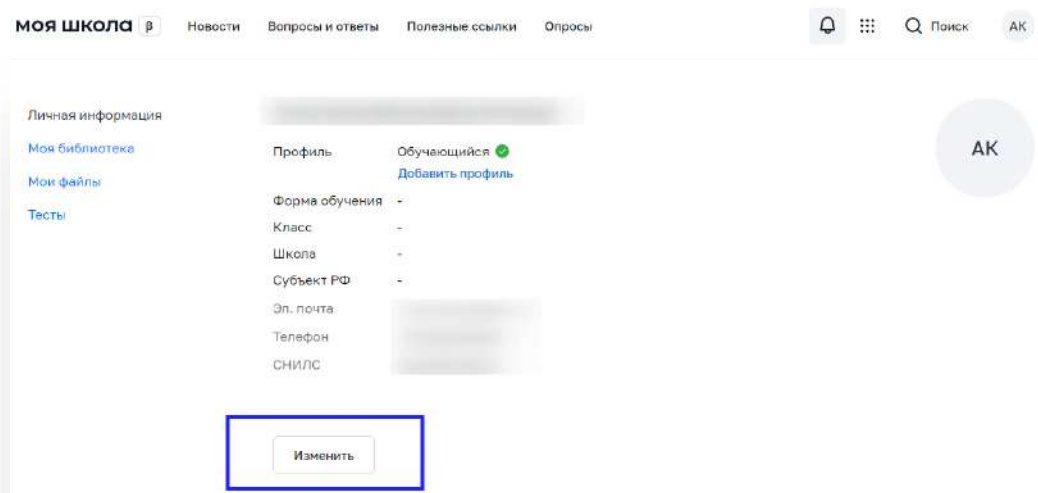 моя школа β Новости Вопросы и ответы Полезные ссылки Опросы Поиск АК
Личная информация
Моя библиотека
Мои файлы
Тесты
АК
Профиль Обучающийся
Добавить профиль
Форма обучения -
Класс -
Школа -
Субъект РФ -
Эл. почта
Телефон
СНИЛС
Изменить